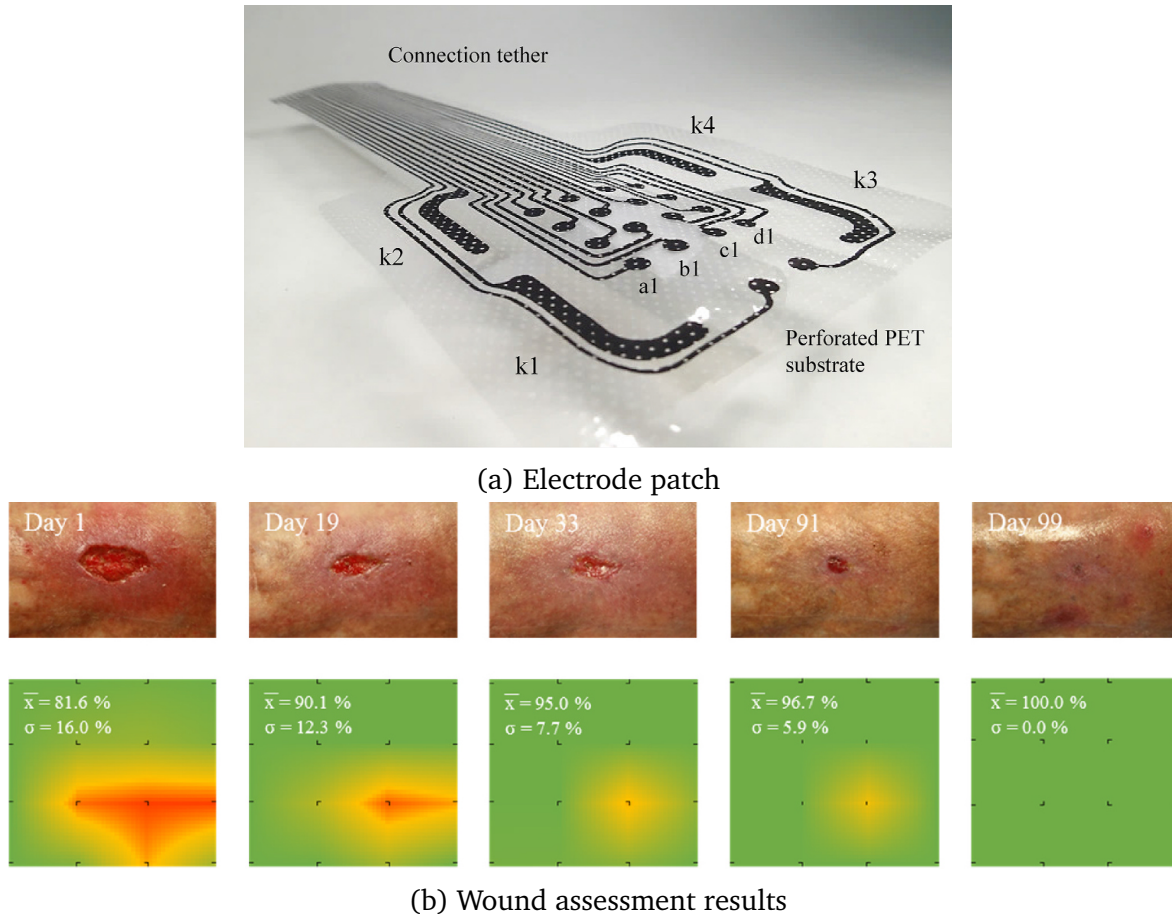 Connection tether
k4
k3
k2
d1
c1
b1
a1
k1
Perforated PET
substrate
(a) Electrode patch
Day 1
Day 19
Day 33
Day 91
Day 99
x̅ = 81.6 %
σ = 16.0 %
x̅ = 90.1 %
σ = 12.3 %
x̅ = 95.0 %
σ = 7.7 %
x̅ = 96.7 %
σ = 5.9 %
x̅ = 100.0 %
σ = 0.0 %
(b) Wound assessment results